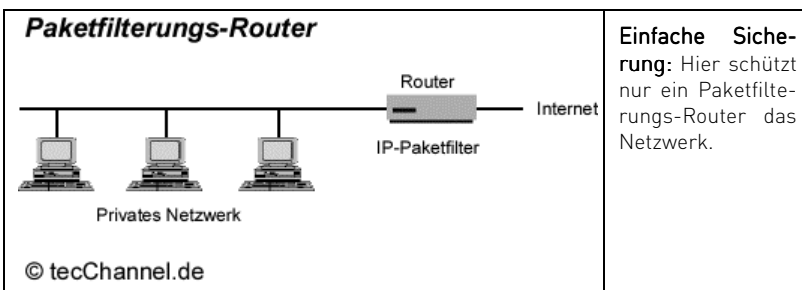 Paketfilterungs-Router
Router
Internet
IP-Paketfilter
Privates Netzwerk
© tecChannel.de
Einfache Siche-
rung: Hier schützt
nur ein Paketfilte-
rungs-Router das
Netzwerk.